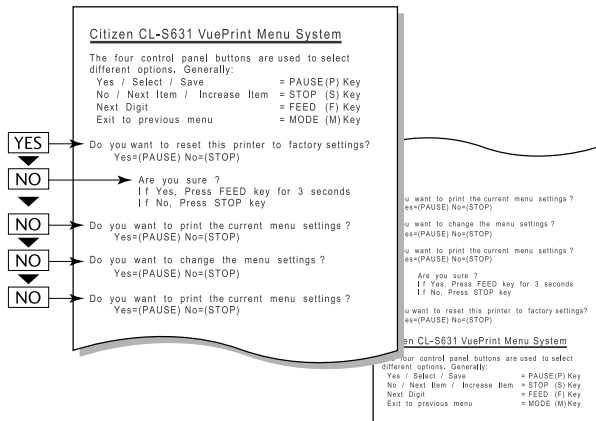 Citizen CL-S631 VuePrint Menu System
The four control panel buttons are used to select
different options. Generally:
Yes / Select / Save = PAUSE(P) Key
No / Next Item / Increase Item = STOP (S) Key
Next Digit = FEED (F) Key
Exit to previous menu = MODE (M) Key
YES
Do you want to reset this printer to factory settings?
Yes=(PAUSE) No=(STOP)
NO
Are you sure ?
If Yes, Press FEED key for 3 seconds
If No, Press STOP key
NO
Do you want to print the current menu settings ?
Yes=(PAUSE) No=(STOP)
NO
Do you want to change the menu settings ?
Yes=(PAUSE) No=(STOP)
NO
Do you want to print the current menu settings ?
Yes=(PAUSE) No=(STOP)
ou want to print the current menu settings ?
es=(PAUSE) No=(STOP)
ou want to change the menu settings ?
es=(PAUSE) No=(STOP)
ou want to print the current menu settings ?
es=(PAUSE) No=(STOP)
Are you sure ?
If Yes, Press FEED key for 3 seconds
If No, Press STOP key
ou want to reset this printer to factory settings?
es=(PAUSE) No=(STOP)
en CL-S631 VuePrint Menu System
four control panel buttons are used to select
different options. Generally:
Yes / Select / Save = PAUSE(P) Key
No / Next Item / Increase Item = STOP (S) Key
Next Digit = FEED (F) Key
Exit to previous menu = MODE (M) Key